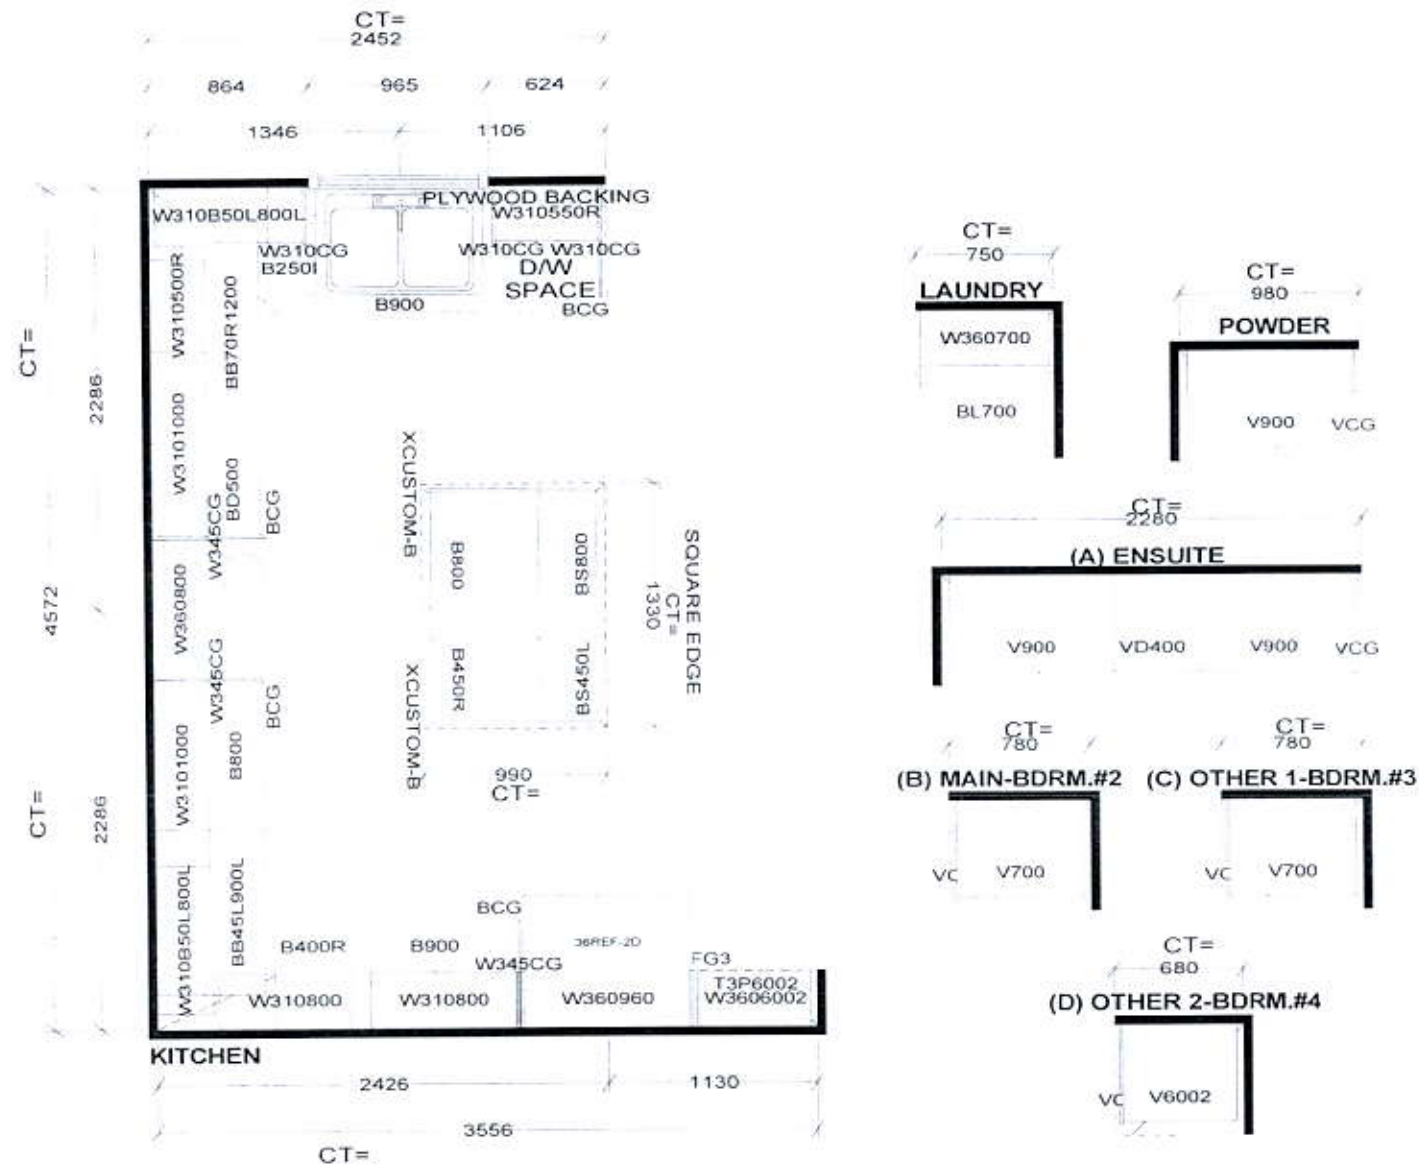 CT=
2452
864 965 624
1346 1106
PLYWOOD BACKING
W310B50L800L
W310550R
W310CG
B250I
W310CG W310CG
D/W
SPACE
B900
BCG
CT=
2286
4572
CT=
2286
W310500R
BB70R1200
W3101000
BD500
W345CG
BCG
W360800
W345CG
BCG
W3101000
B800
W310B50L800L
BB45L900L
XCUSTOM-B
B800
BS800
XCUSTOM-B
B450R
BS450L
SQUARE EDGE
CT=
1330
990
CT=
BCG
B400R
B900
36REF-2D
W345CG
FG3
T3P6002
W310800
W310800
W360960
W3606002
KITCHEN
2426 1130
3556
CT=
CT=
750
LAUNDRY
W360700
BL700
CT=
980
POWDER
V900 VCG
CT=
2280
(A) ENSUITE
V900 VD400 V900 VCG
CT=
780
(B) MAIN-BDRM.#2
VC V700
CT=
780
(C) OTHER 1-BDRM.#3
VC V700
CT=
680
(D) OTHER 2-BDRM.#4
VC V6002